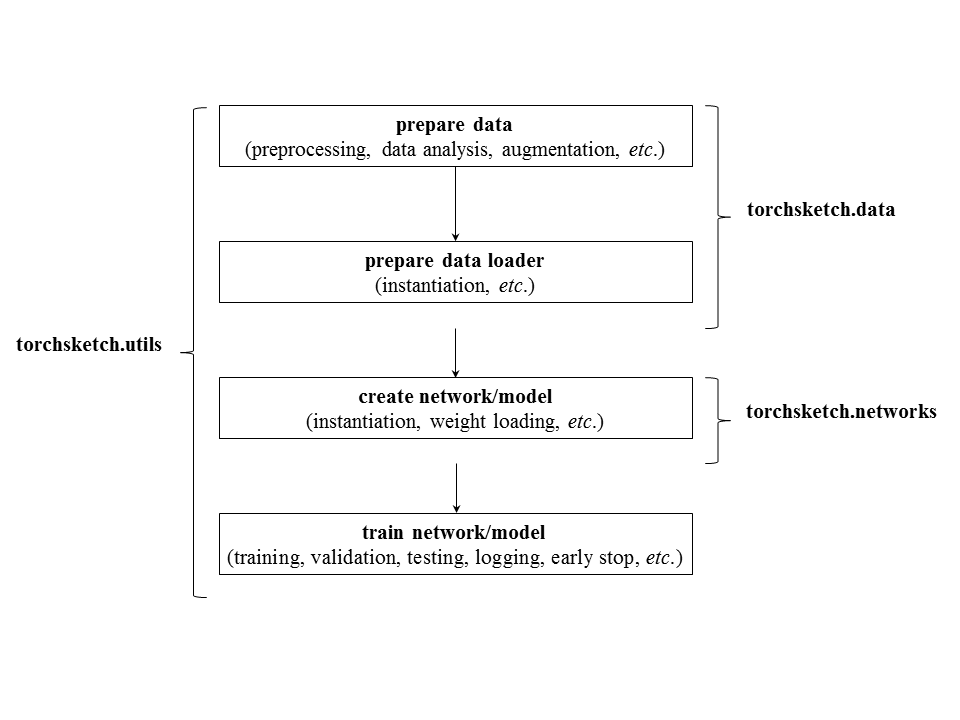 prepare data
(preprocessing, data analysis, augmentation, etc.)
torchsketch.data
prepare data loader
(instantiation, etc.)
torchsketch.utils
create network/model
(instantiation, weight loading, etc.)
torchsketch.networks
train network/model
(training, validation, testing, logging, early stop, etc.)